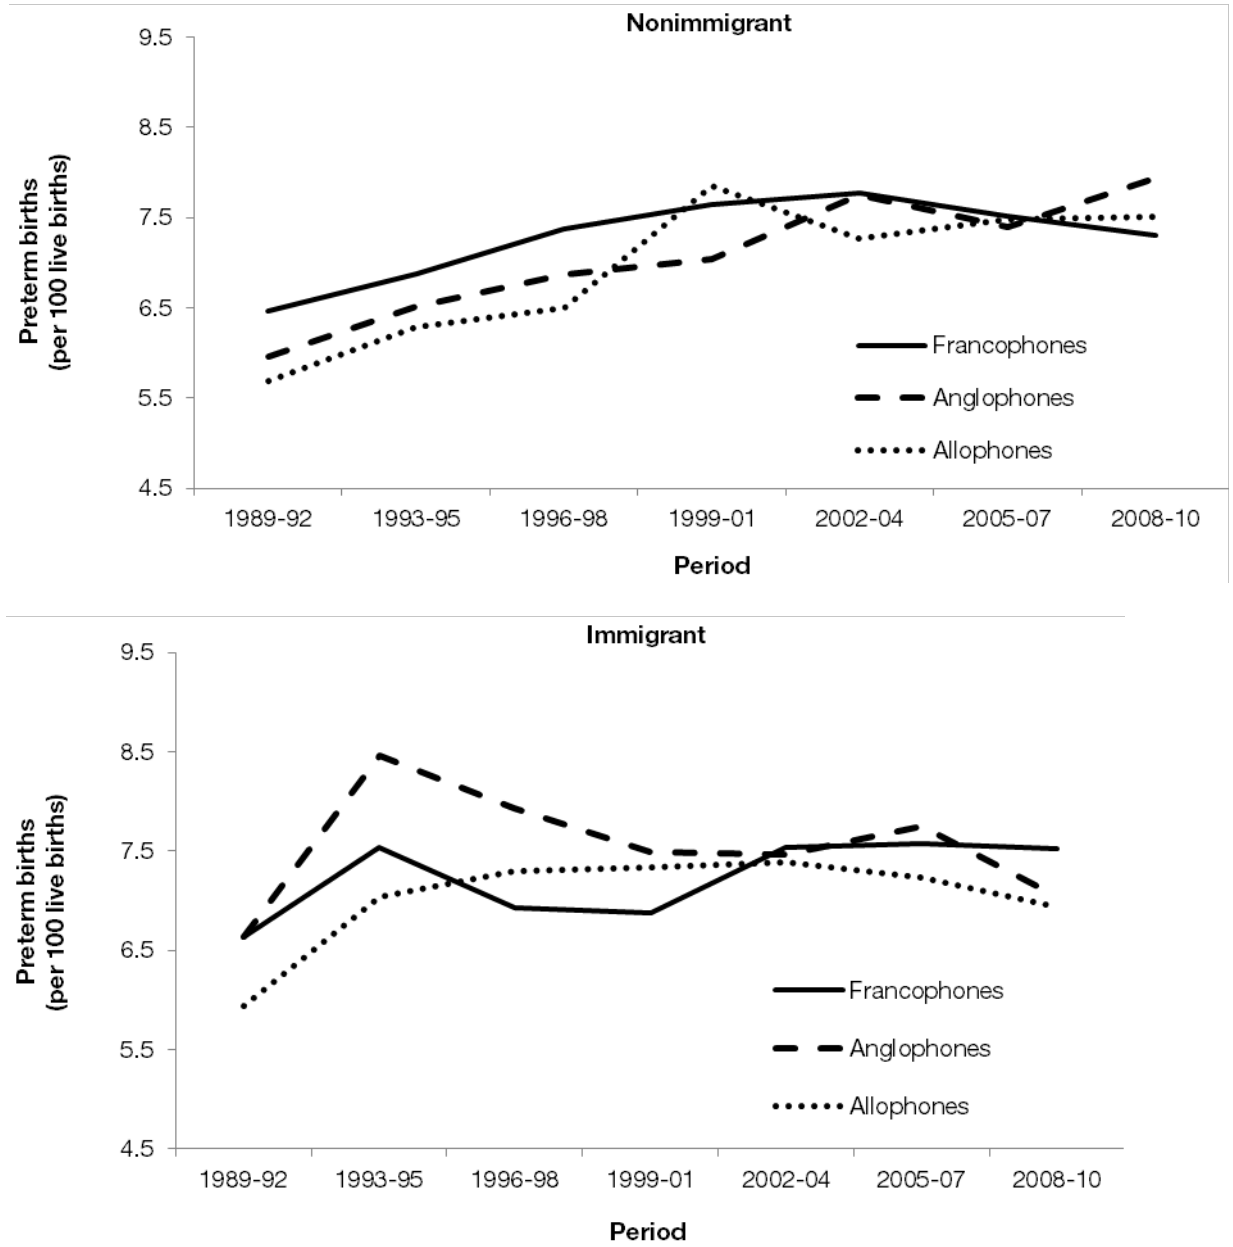 Nonimmigrant
9.5
8.5
7.5
6.5
5.5
4.5
Preterm births
(per 100 live births)
Francophones
Anglophones
Allophones
1989-92 1993-95 1996-98 1999-01 2002-04 2005-07 2008-10
Period
Immigrant
9.5
8.5
7.5
6.5
5.5
4.5
Preterm births
(per 100 live births)
Francophones
Anglophones
Allophones
1989-92 1993-95 1996-98 1999-01 2002-04 2005-07 2008-10
Period